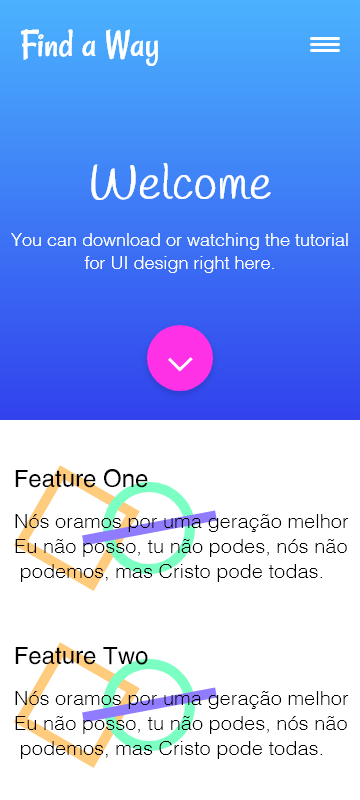 Find a Way
Welcome
You can download or watching the tutorial
for UI design right here.
Feature One
Nós oramos por uma geração melhor
Eu não posso, tu não podes, nós não
podemos, mas Cristo pode todas.
Feature Two
Nós oramos por uma geração melhor
Eu não posso, tu não podes, nós não
podemos, mas Cristo pode todas.